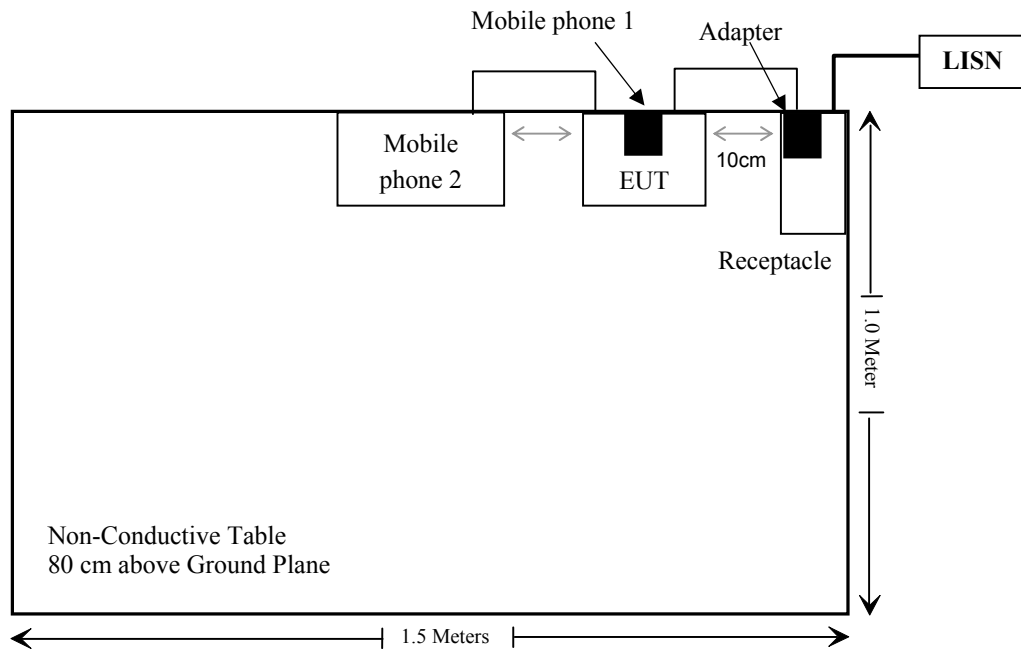 Mobile phone 1
Adapter
LISN
Mobile
phone 2
EUT
10cm
Receptacle
1.0 Meter
Non-Conductive Table
80 cm above Ground Plane
1.5 Meters